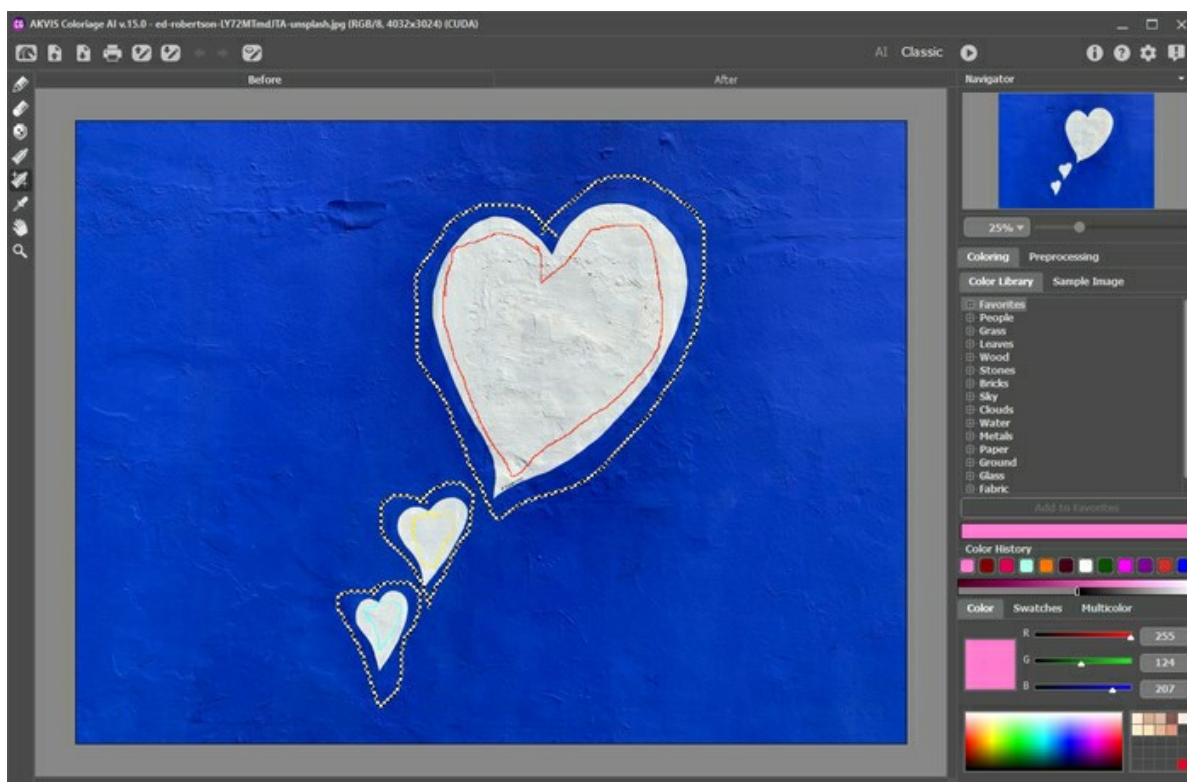 CG AKVIS Coloriage AI v.15.0 - ed-robertson-LY72MTmdJTA-unsplash.jpg (RGB/8, 4032x3024) (CUDA)
AI Classic
Before After
Navigator
25%
Coloring Preprocessing
Color Library Sample Image
Favorites
People
Grass
Leaves
Wood
Stones
Bricks
Sky
Clouds
Water
Metals
Paper
Ground
Glass
Fabric
Add to Favorites
Color History
Color Swatches Multicolor
R 255
G 124
B 207